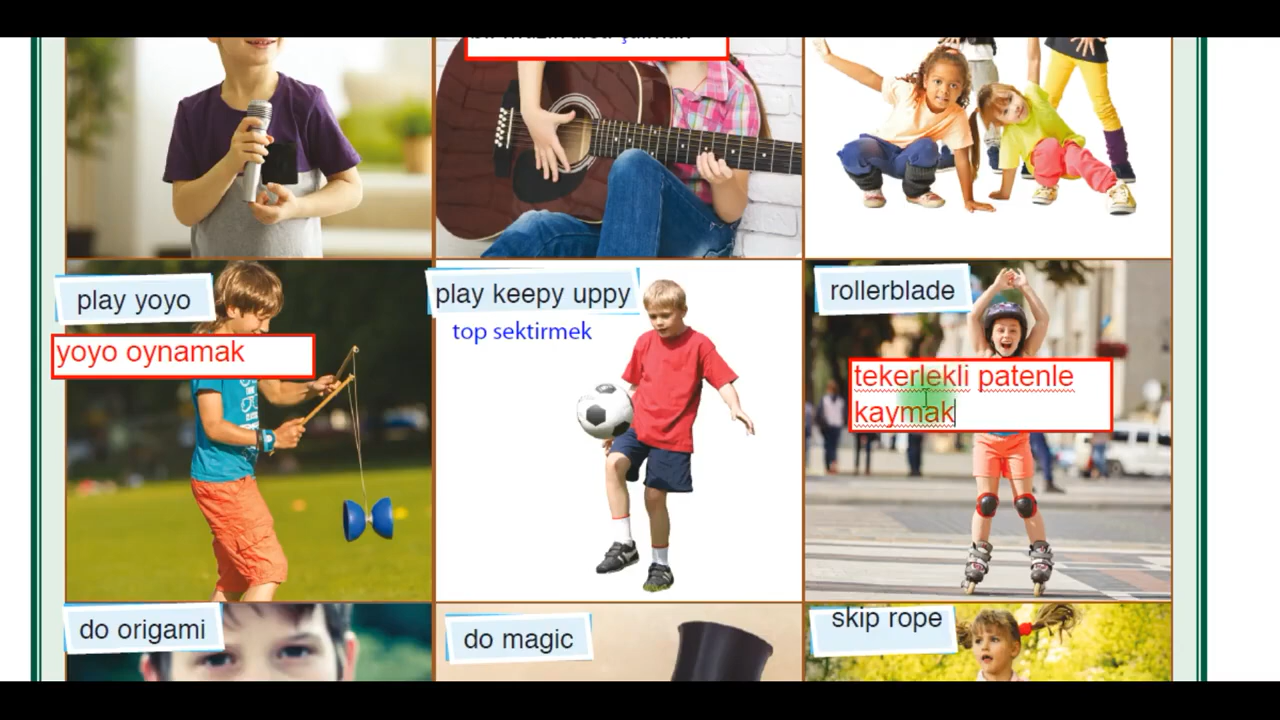 play yoyo
yoyo oynamak
play keepy uppy
top sektirmek
rollerblade
tekerlekli patenle
kaymak
do origami
do magic
skip rope